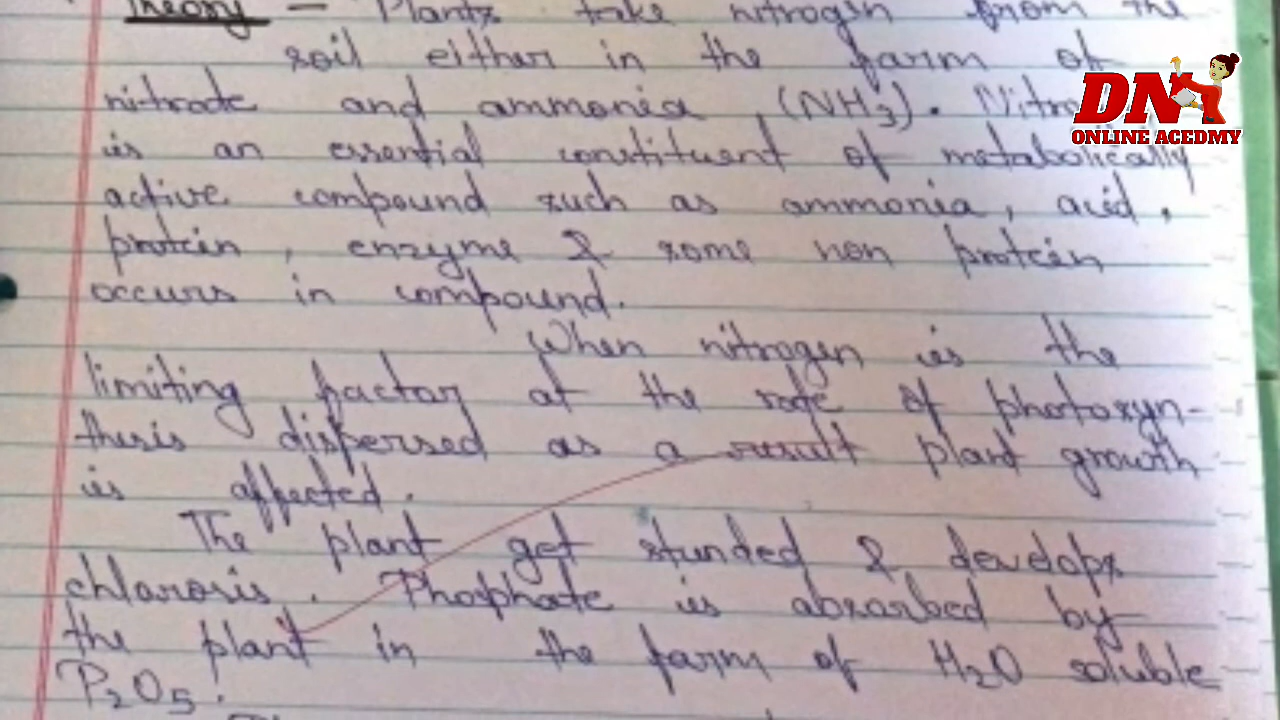 Theory - Plants take nitrogen from the
soil either in the farm of
nitrate and ammonia (NH3). Nitro
is an essential constituent of metabolically
active compound such as ammonia, acid,
protein, enzyme & some non protein
occurs in compound.
When nitrogen is the
limiting factor at the rate of photosyn-
thesis dispersed as a result plant growth
is affected.
The plant get stunded & develops
chlorosis. Phosphate is absorbed by
the plant in the farm of H2O soluble
P2O5.
DN
ONLINE ACEDMY